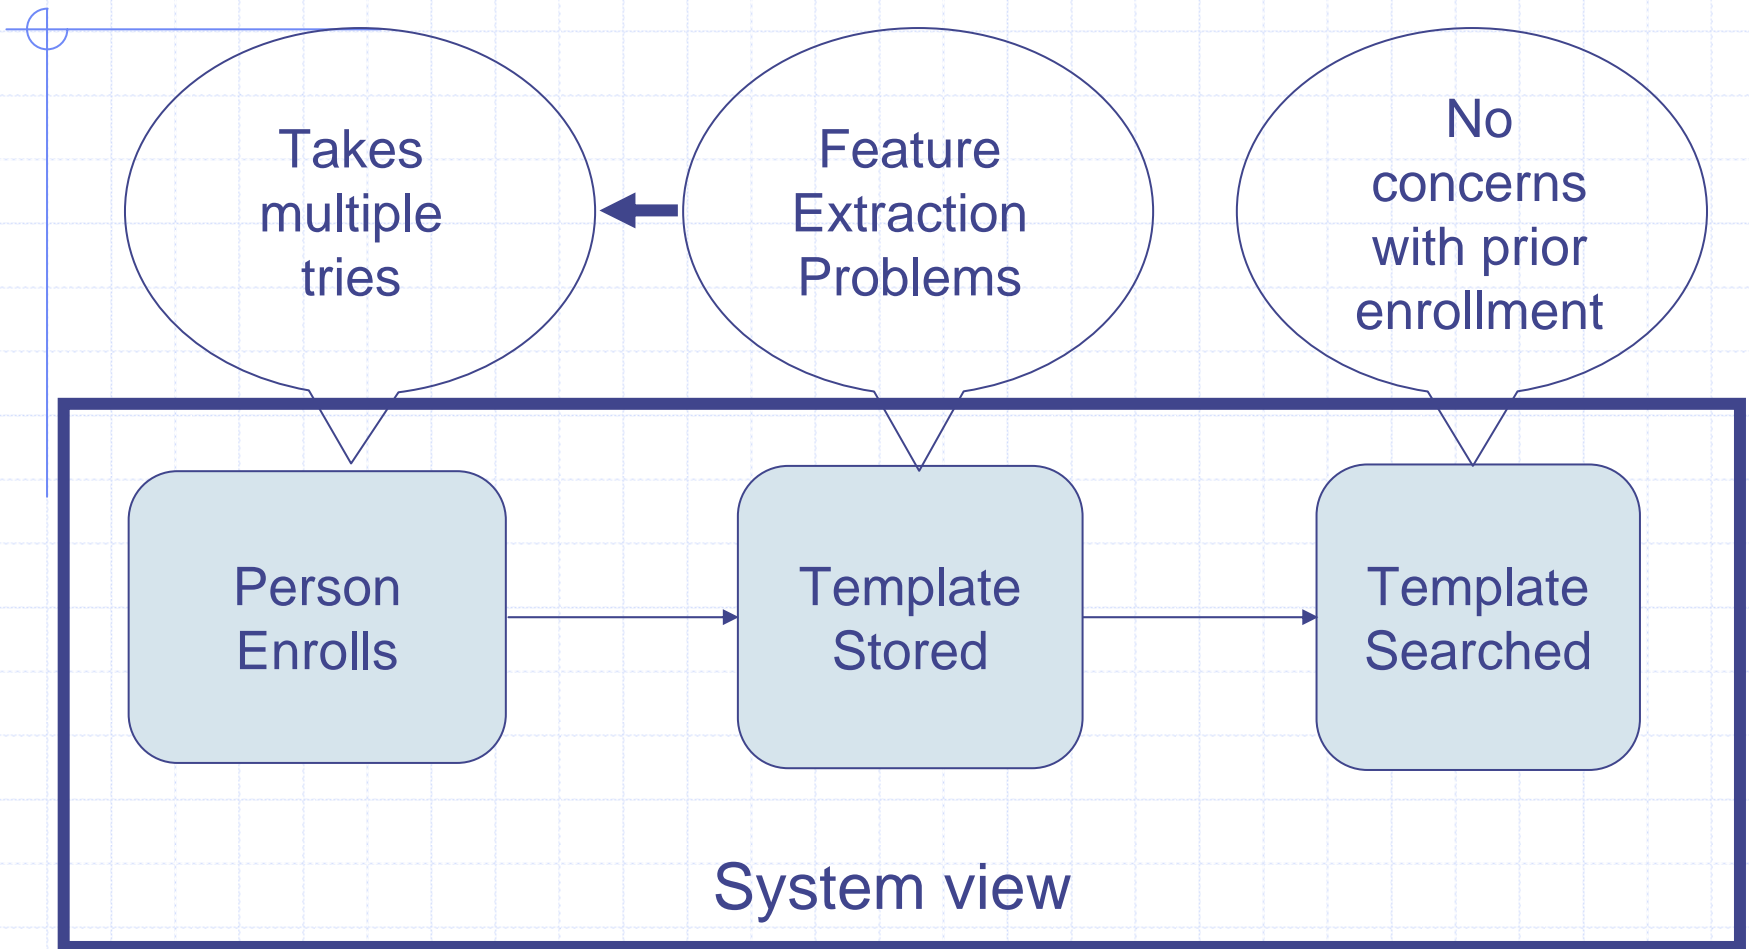 Takes
multiple
tries
Feature
Extraction
Problems
No
concerns
with prior
enrollment
Person
Enrolls
Template
Stored
Template
Searched
System view